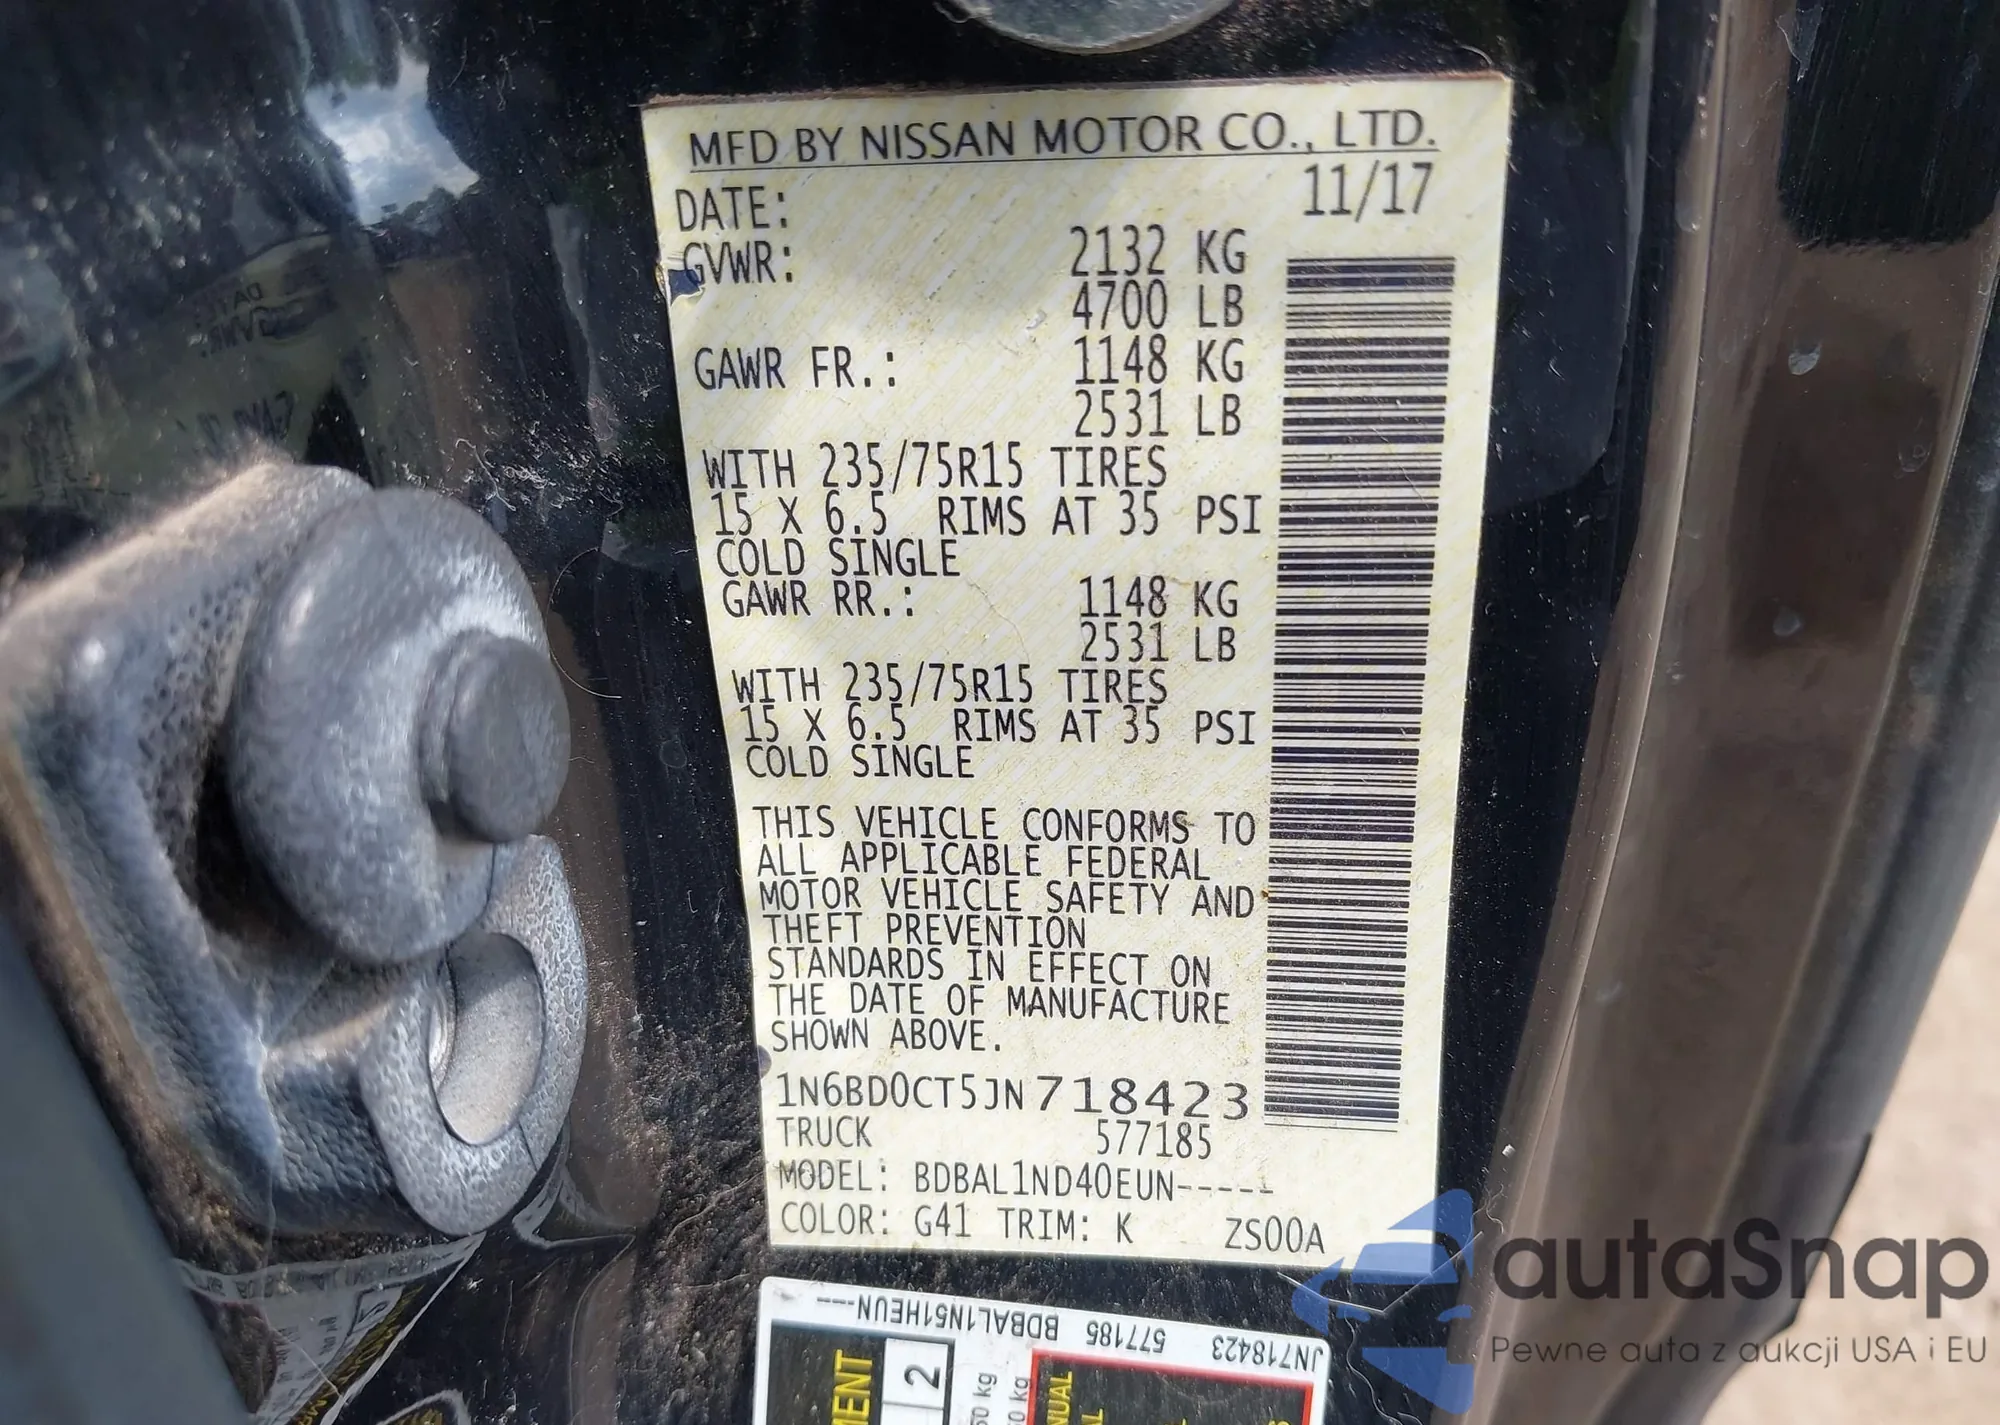 MFD BY NISSAN MOTOR CO., LTD.
DATE: 11/17
GVWR: 2132 KG
4700 LB
GAWR FR.: 1148 KG
2531 LB
WITH 235/75R15 TIRES
15 X 6.5 RIMS AT 35 PSI
COLD SINGLE
GAWR RR.: 1148 KG
2531 LB
WITH 235/75R15 TIRES
15 X 6.5 RIMS AT 35 PSI
COLD SINGLE
THIS VEHICLE CONFORMS TO
ALL APPLICABLE FEDERAL
MOTOR VEHICLE SAFETY AND
THEFT PREVENTION
STANDARDS IN EFFECT ON
THE DATE OF MANUFACTURE
SHOWN ABOVE.
1N6BD0CT5JN718423
TRUCK 577185
MODEL: BDBAL1ND40EUN-----
COLOR: G41 TRIM: K ZS00A
JN718423 577185 BDBAL1N51HEUN---
2
autaSnap
Pewne auta z aukcji USA i EU